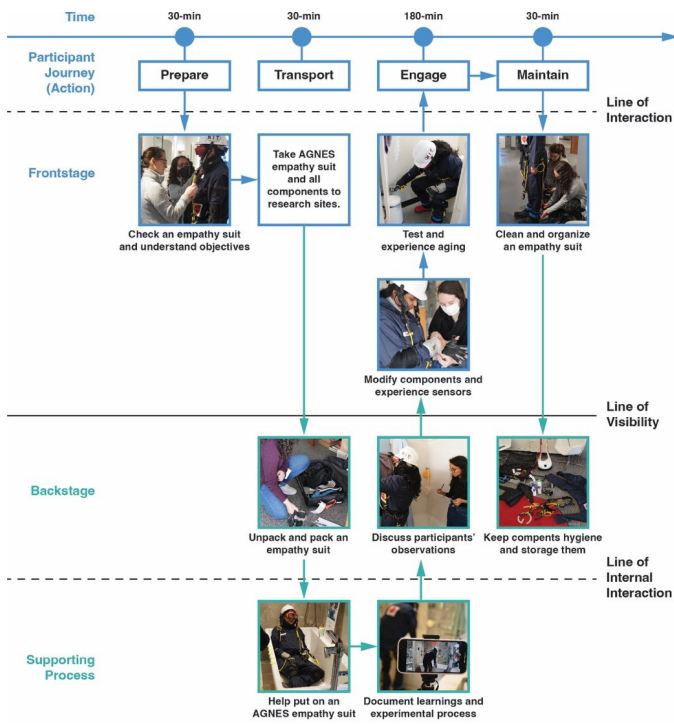 Time
30-min
30-min
180-min
30-min
Participant
Journey
(Action)
Prepare
Transport
Engage
Maintain
Line of
Interaction
Frontstage
MIT
Take AGNES
empathy suit
and all
components to
research sites.
Check an empathy suit
and understand objectives
Test and
experience aging
Clean and organize
an empathy suit
Modify components and
experience sensors
Line of
Visibility
Backstage
Unpack and pack an
empathy suit
Discuss participants'
observations
Keep compents hygiene
and storage them
Line of
Internal
Interaction
Supporting
Process
Help put on an
AGNES empathy suit
Document learnings and
experimental process